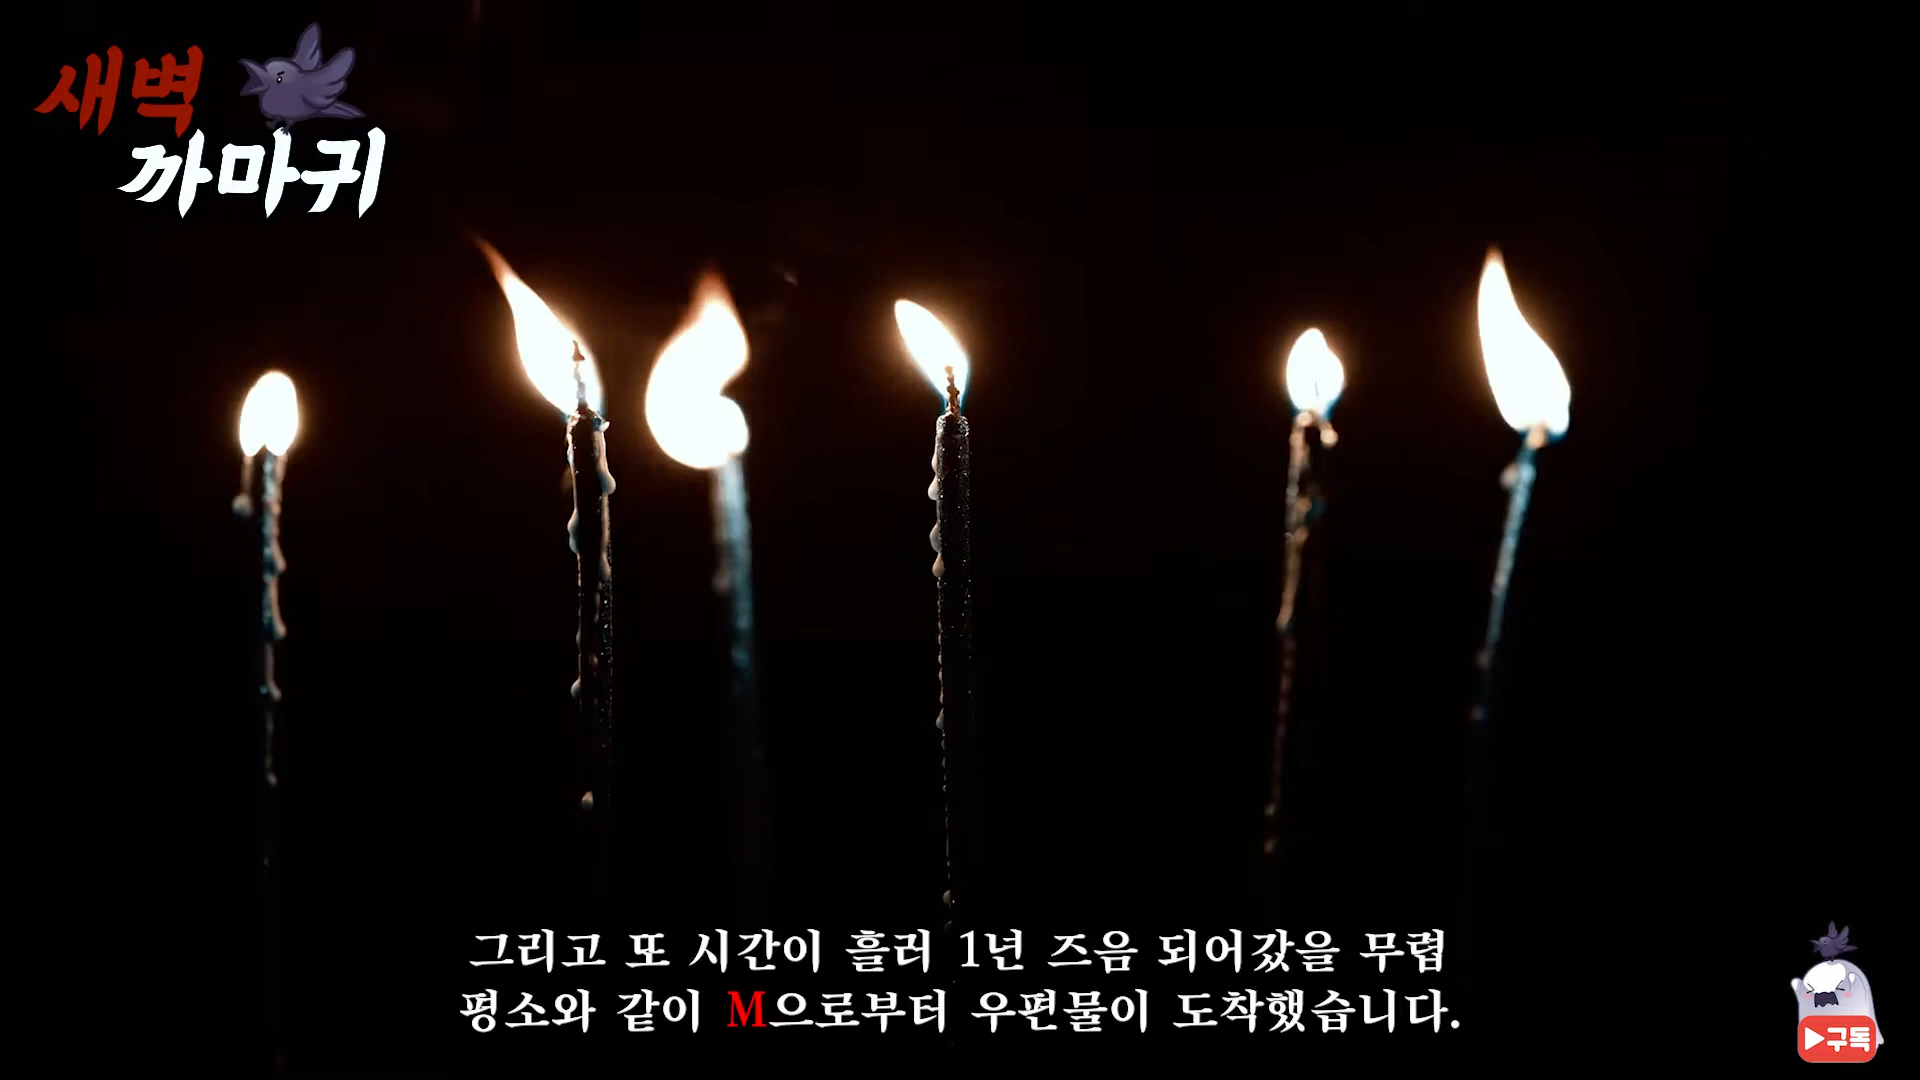 새벽
까마귀
그리고 또 시간이 흘러 1년 즈음 되어갔을 무렵
평소와 같이 M으로부터 우편물이 도착했습니다.
구독